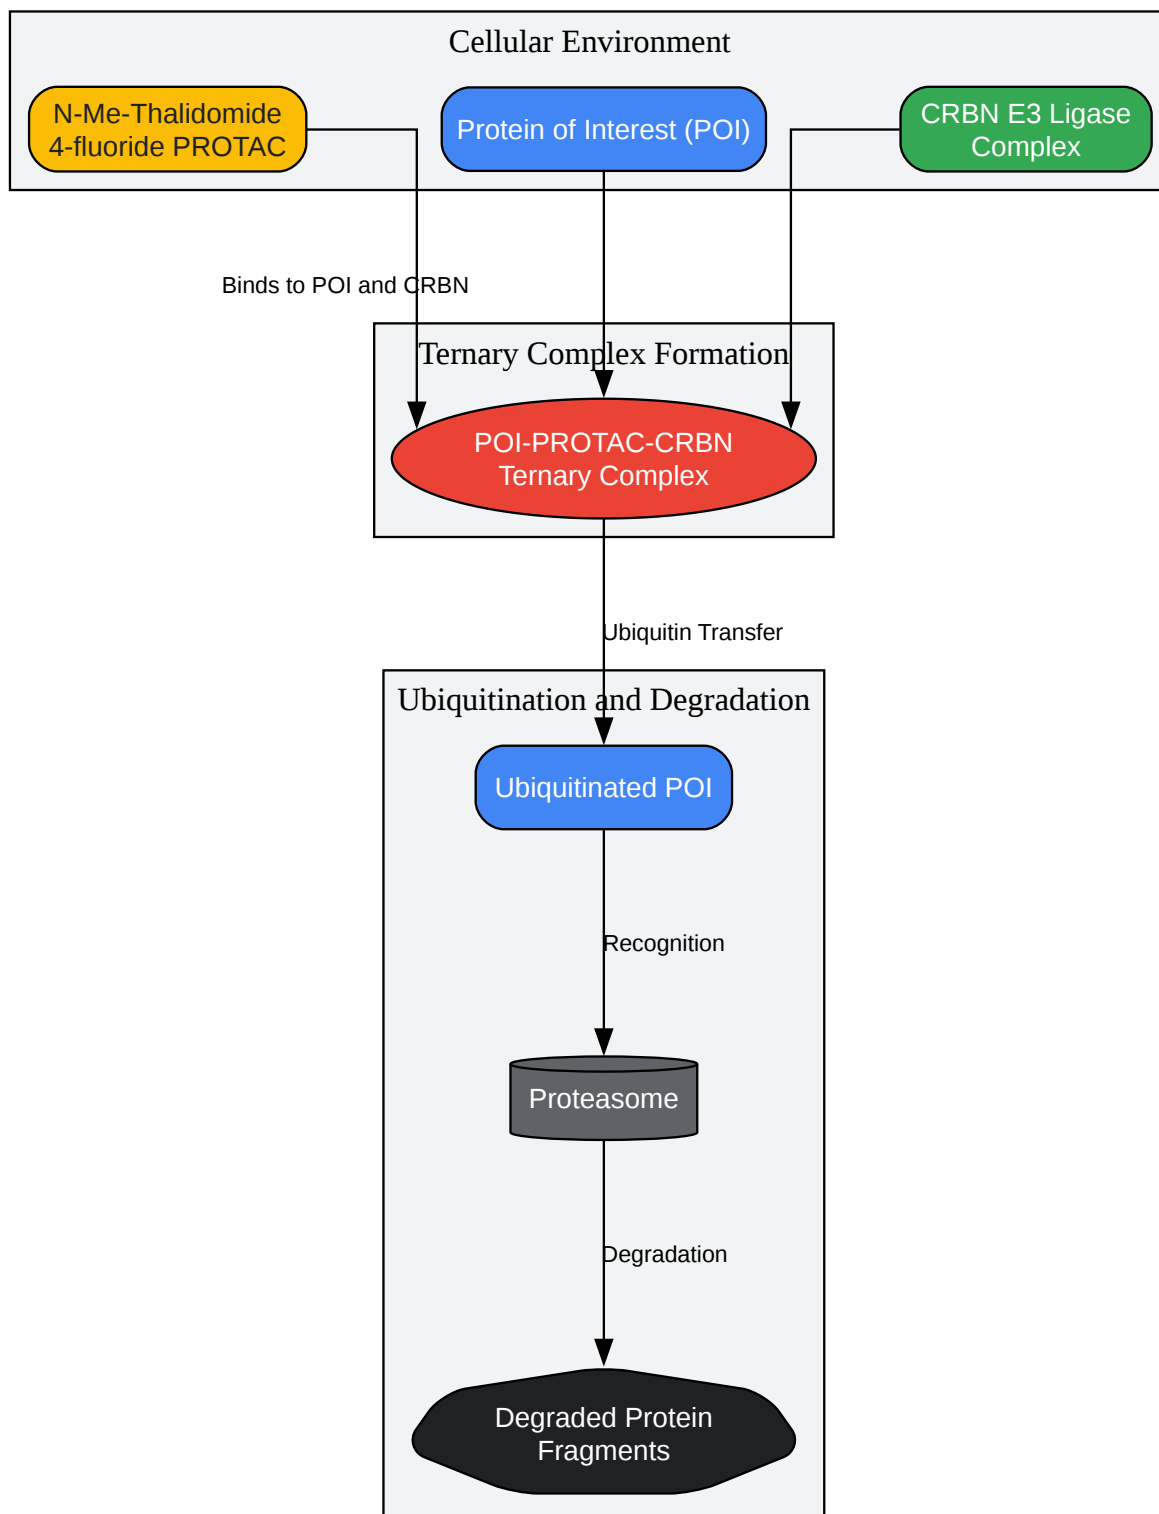 Cellular Environment
N-Me-Thalidomide
4-fluoride PROTAC
Protein of Interest (POI)
CRBN E3 Ligase
Complex
Binds to POI and CRBN
Ternary Complex Formation
POI-PROTAC-CRBN
Ternary Complex
Ubiquitin Transfer
Ubiquitination and Degradation
Ubiquitinated POI
Recognition
Proteasome
Degradation
Degraded Protein
Fragments